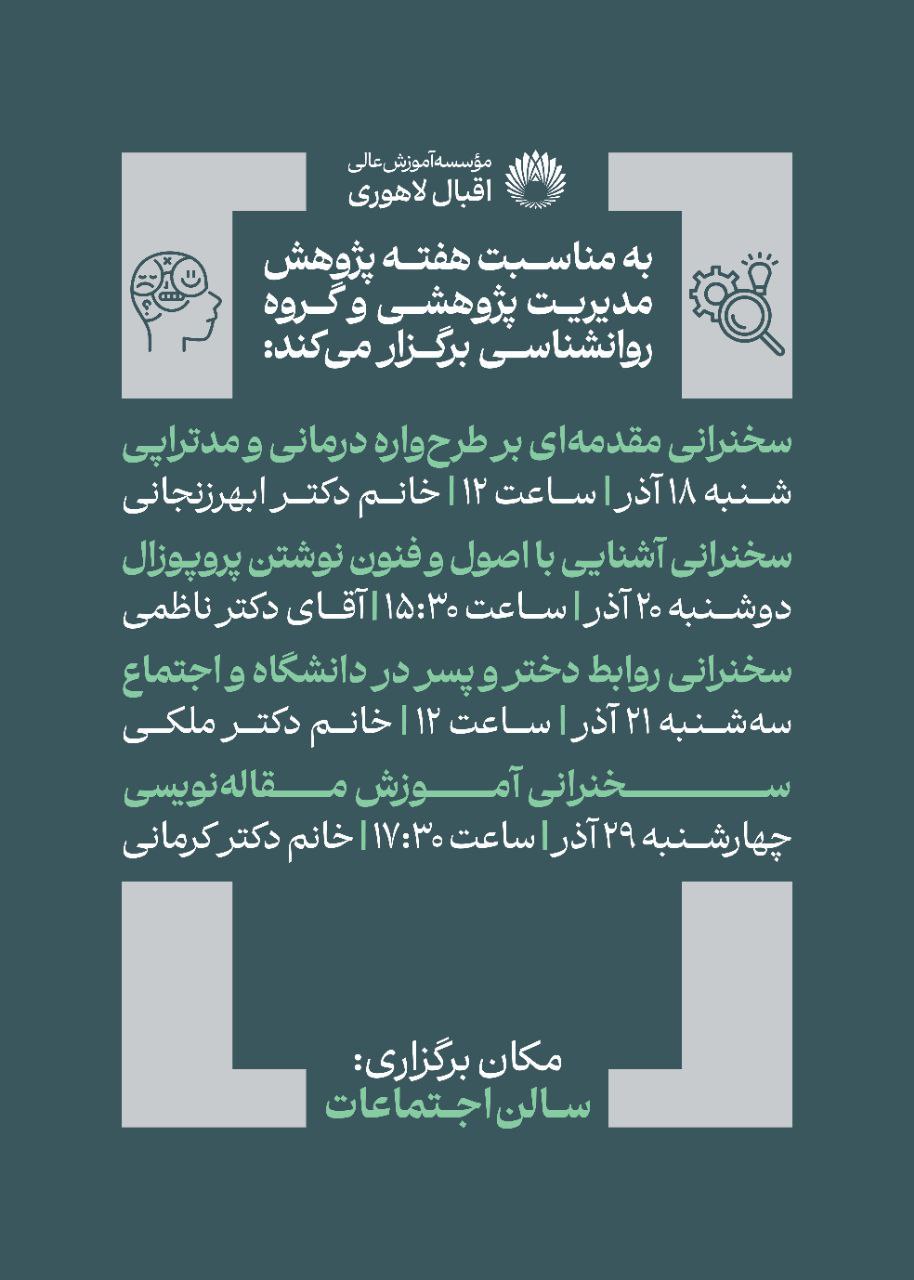 مؤسسه آموزش عالی
اقبال لاهوری
به مناسبت هفته پژوهش
مدیریت پژوهشی و گروه
روانشناسی برگزار می‌کند:
سخنرانی مقدمه‌ای بر طرح‌واره درمانی و مدتراپی
شنبه ۱۸ آذر | ساعت ۱۲ | خانم دکتر ابهرزنجانی
سخنرانی آشنایی با اصول و فنون نوشتن پروپوزال
دوشنبه ۲۰ آذر | ساعت ۱۵:۳۰ | آقای دکتر ناظمی
سخنرانی روابط دختر و پسر در دانشگاه و اجتماع
سه‌شنبه ۲۱ آذر | ساعت ۱۲ | خانم دکتر ملکی
سخنرانی آموزش مقاله‌نویسی
چهارشنبه ۲۹ آذر | ساعت ۱۷:۳۰ | خانم دکتر کرمانی
مکان برگزاری:
سالن اجتماعات